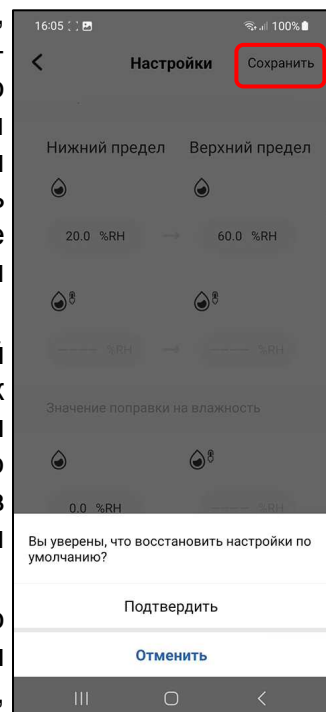 16:05 100%
Настройки Сохранить
Нижний предел Верхний предел
20.0 %RH → 60.0 %RH
---- %RH → ---- %RH
Значение поправки на влажность
0.0 %RH ---- %RH
Вы уверены, что восстановить настройки по
умолчанию?
Подтвердить
Отменить